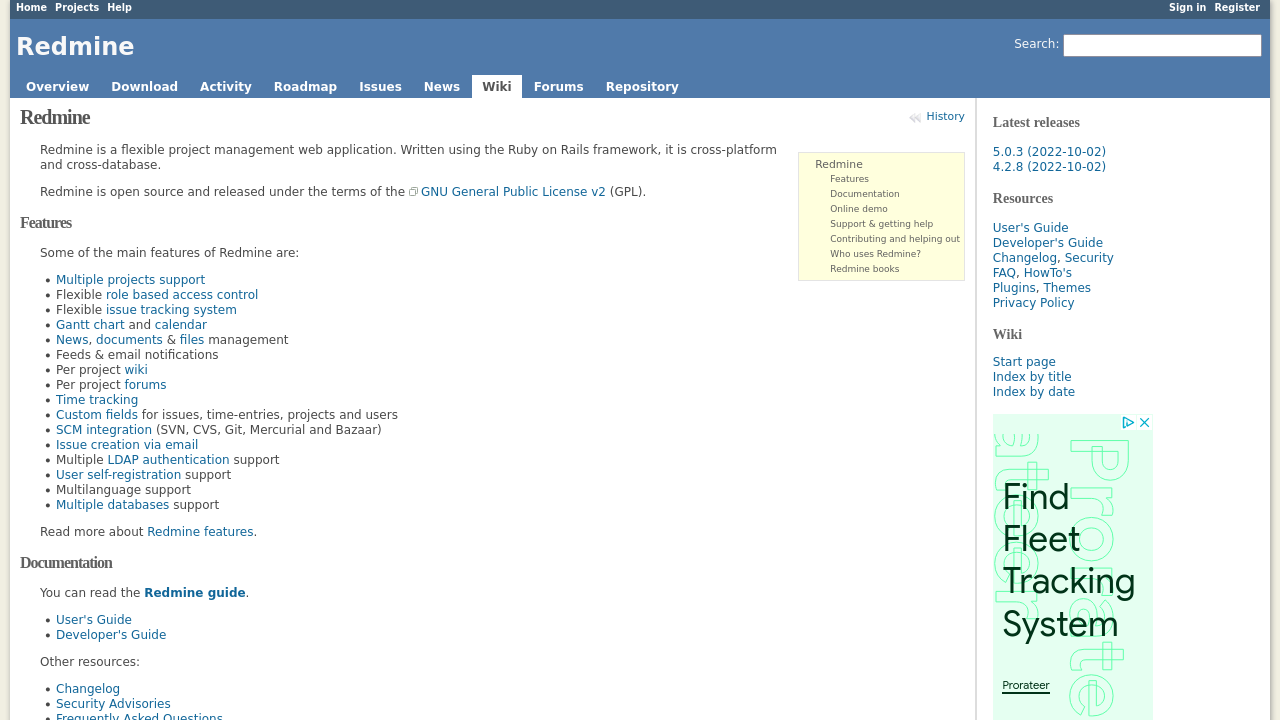 Home Projects Help Sign in Register
Redmine
Search:
Overview Download Activity Roadmap Issues News Wiki Forums Repository
Redmine
History
Redmine is a flexible project management web application. Written using the Ruby on Rails framework, it is cross-platform
and cross-database.
Redmine is open source and released under the terms of the GNU General Public License v2 (GPL).
Redmine
Features
Documentation
Online demo
Support & getting help
Contributing and helping out
Who uses Redmine?
Redmine books
Features
Some of the main features of Redmine are:
• Multiple projects support
• Flexible role based access control
• Flexible issue tracking system
• Gantt chart and calendar
• News, documents & files management
• Feeds & email notifications
• Per project wiki
• Per project forums
• Time tracking
• Custom fields for issues, time-entries, projects and users
• SCM integration (SVN, CVS, Git, Mercurial and Bazaar)
• Issue creation via email
• Multiple LDAP authentication support
• User self-registration support
• Multilanguage support
• Multiple databases support
Read more about Redmine features.
Documentation
You can read the Redmine guide.
• User's Guide
• Developer's Guide
Other resources:
• Changelog
• Security Advisories
• Frequently Asked Questions
Latest releases
5.0.3 (2022-10-02)
4.2.8 (2022-10-02)
Resources
User's Guide
Developer's Guide
Changelog, Security
FAQ, HowTo's
Plugins, Themes
Privacy Policy
Wiki
Start page
Index by title
Index by date
Find
Fleet
Tracking
System
Prorateer